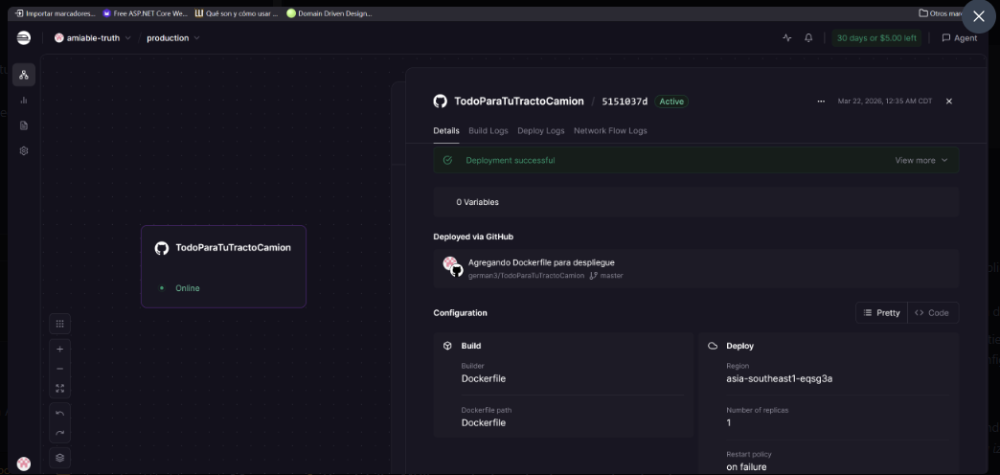 Importar marcadores...
Free ASP.NET Core We...
Qué son y cómo usar ...
Domain Driven Design...
Otros mar
amiable-truth / production
30 days or $5.00 left
Agent
TodoParaTuTractoCamion / 5151037d Active
Mar 22, 2026, 12:35 AM CDT
Details Build Logs Deploy Logs Network Flow Logs
Deployment successful
View more
0 Variables
Deployed via GitHub
Agregando Dockerfile para despliegue
german3/TodoParaTuTractoCamion master
TodoParaTuTractoCamion
Online
Configuration
Pretty
Code
Build
Builder
Dockerfile
Dockerfile path
Dockerfile
Deploy
Region
asia-southeast1-eqsg3a
Number of replicas
1
Restart policy
on failure